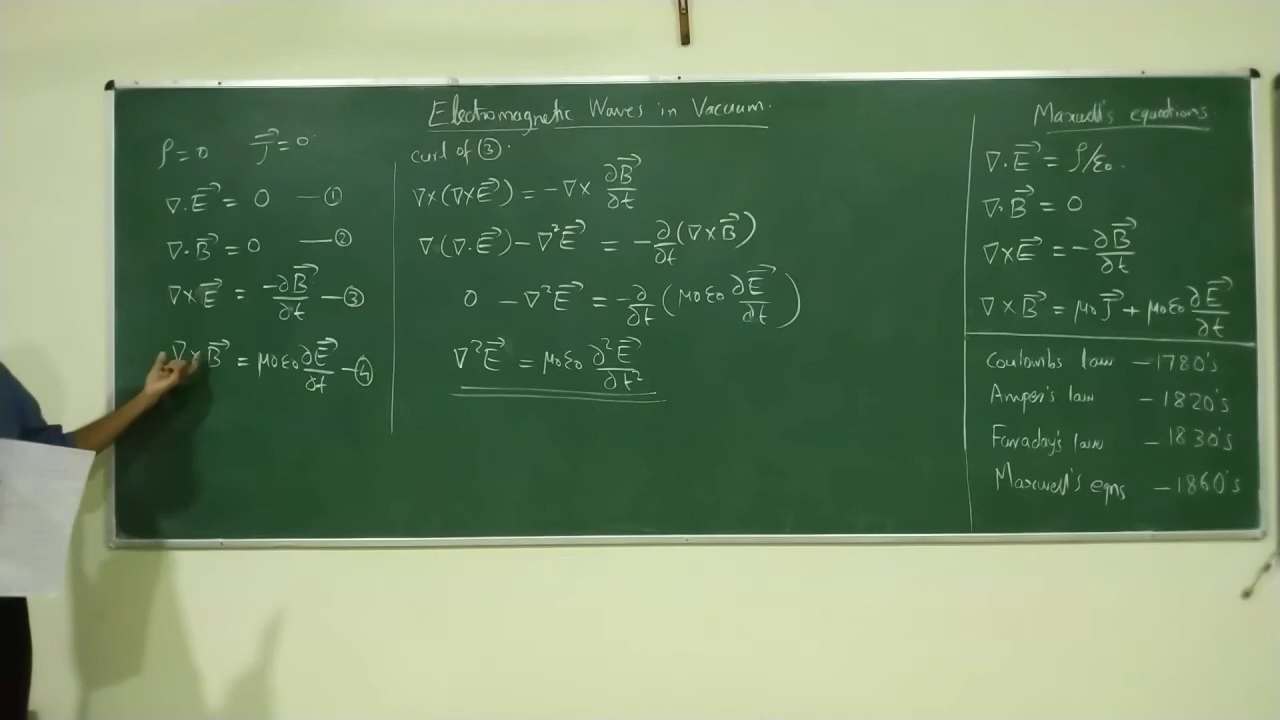 Electromagnetic Waves in Vacuum.
ρ=0 J⃗=0
∇·E⃗ = 0 —①
∇·B⃗ = 0 —②
∇×E⃗ = -∂B⃗/∂t —③
∇×B⃗ = μ0ε0 ∂E⃗/∂t —④
curl of ③.
∇×(∇×E⃗) = -∇× ∂B⃗/∂t
∇(∇·E⃗) - ∇²E⃗ = -∂/∂t (∇×B⃗)
0 - ∇²E⃗ = -∂/∂t (μ0ε0 ∂E⃗/∂t)
∇²E⃗ = μ0ε0 ∂²E⃗/∂t²
Maxwell's equations
∇·E⃗ = ρ/ε0.
∇·B⃗ = 0
∇×E⃗ = -∂B⃗/∂t
∇×B⃗ = μ0J⃗ + μ0ε0 ∂E⃗/∂t
Coulombs law — 1780's
Amper's law - 1820's
Faraday's law - 1830's
Maxwell's eqns - 1860's